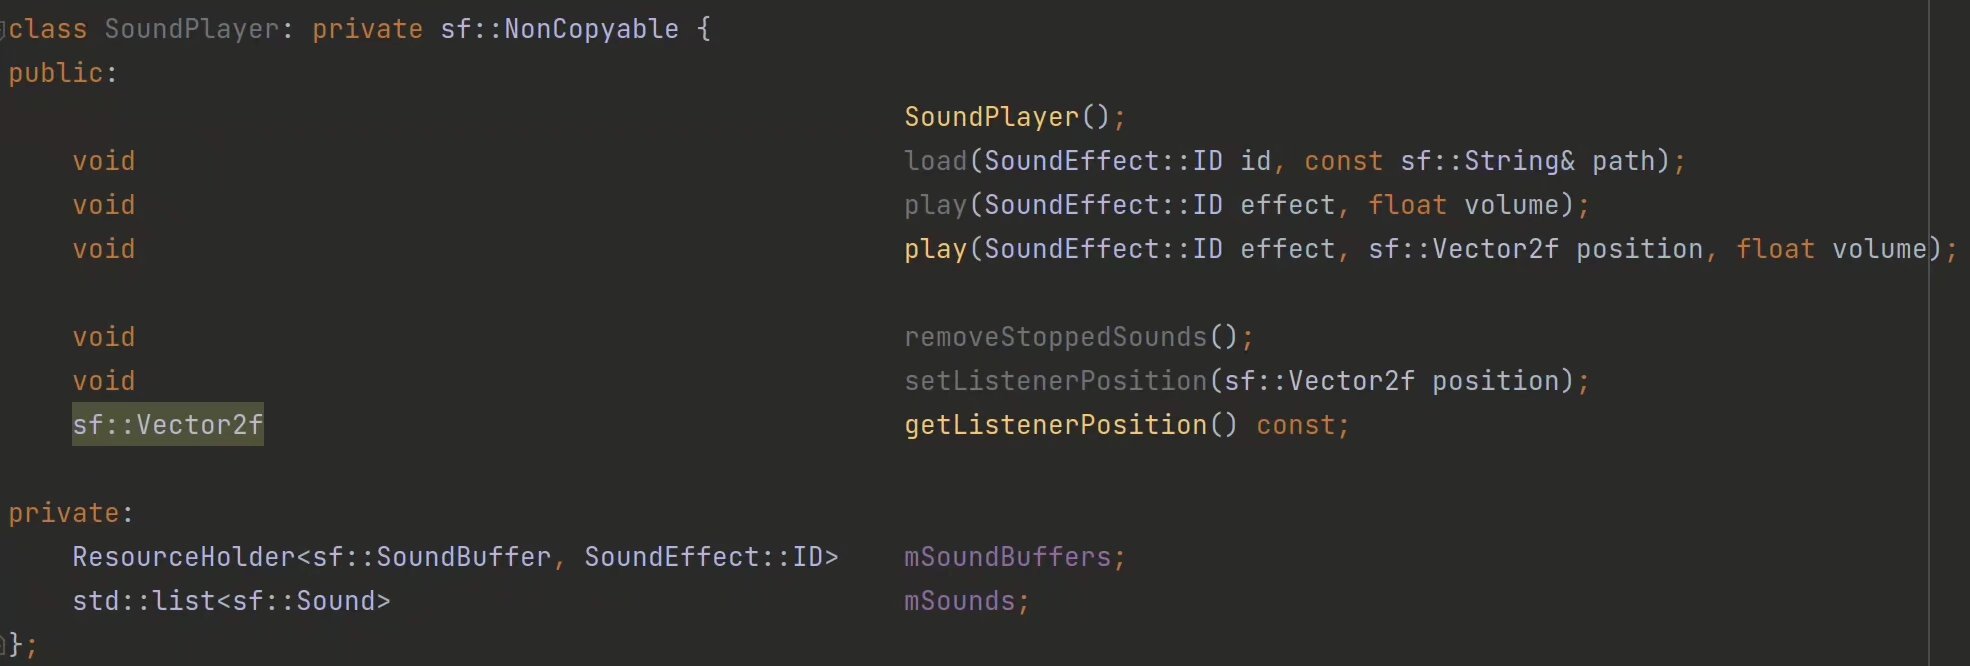 class SoundPlayer: private sf::NonCopyable {
public:
SoundPlayer();
void load(SoundEffect::ID id, const sf::String& path);
void play(SoundEffect::ID effect, float volume);
void play(SoundEffect::ID effect, sf::Vector2f position, float volume);
void removeStoppedSounds();
void setListenerPosition(sf::Vector2f position);
sf::Vector2f getListenerPosition() const;
private:
ResourceHolder<sf::SoundBuffer, SoundEffect::ID> mSoundBuffers;
std::list<sf::Sound> mSounds;
};